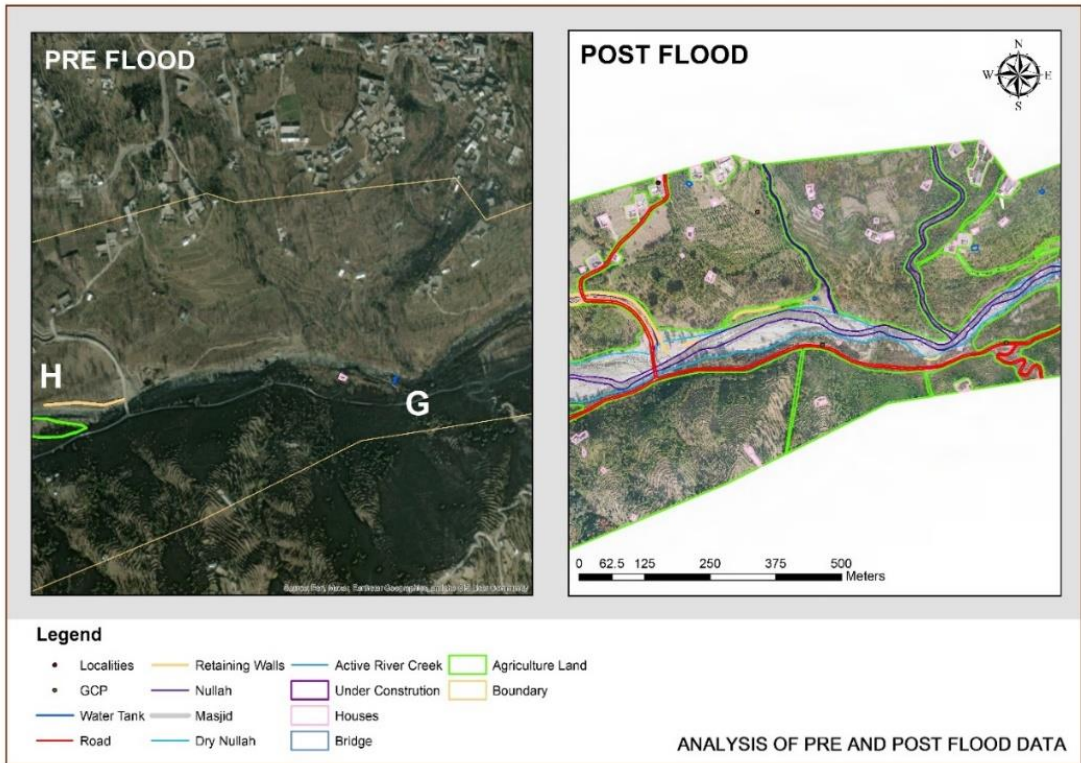 PRE FLOOD
H
G
POST FLOOD
N
W E
S
0 62.5 125 250 375 500
Meters
Legend
Localities
GCP
Water Tank
Road
Retaining Walls
Nullah
Masjid
Dry Nullah
Active River Creek
Under Constrution
Houses
Bridge
Agriculture Land
Boundary
ANALYSIS OF PRE AND POST FLOOD DATA